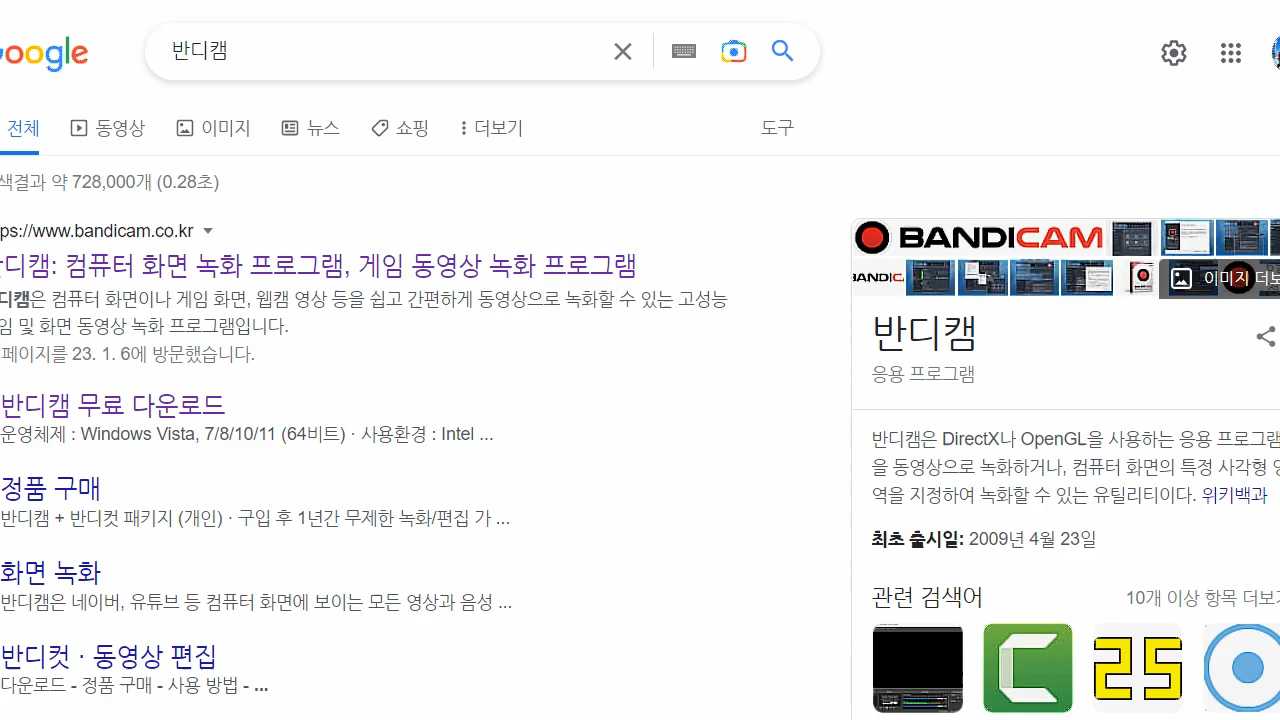 oogle
반디캠
전체
동영상
이미지
뉴스
쇼핑
더보기
도구
색결과 약 728,000개 (0.28초)
ps://www.bandicam.co.kr
반디캠: 컴퓨터 화면 녹화 프로그램, 게임 동영상 녹화 프로그램
디캠은 컴퓨터 화면이나 게임 화면, 웹캠 영상 등을 쉽고 간편하게 동영상으로 녹화할 수 있는 고성능
임 및 화면 동영상 녹화 프로그램입니다.
페이지를 23. 1. 6에 방문했습니다.
반디캠 무료 다운로드
운영체제 : Windows Vista, 7/8/10/11 (64비트) · 사용환경 : Intel ...
정품 구매
반디캠 + 반디컷 패키지 (개인) · 구입 후 1년간 무제한 녹화/편집 가 ...
화면 녹화
반디캠은 네이버, 유튜브 등 컴퓨터 화면에 보이는 모든 영상과 음성 ...
반디컷 · 동영상 편집
다운로드 - 정품 구매 - 사용 방법 - ...
BANDICAM
BANDIC
이미지 더보
반디캠
응용 프로그램
반디캠은 DirectX나 OpenGL을 사용하는 응용 프로그램
을 동영상으로 녹화하거나, 컴퓨터 화면의 특정 사각형 영
역을 지정하여 녹화할 수 있는 유틸리티이다. 위키백과
최초 출시일: 2009년 4월 23일
관련 검색어
10개 이상 항목 더보기
25